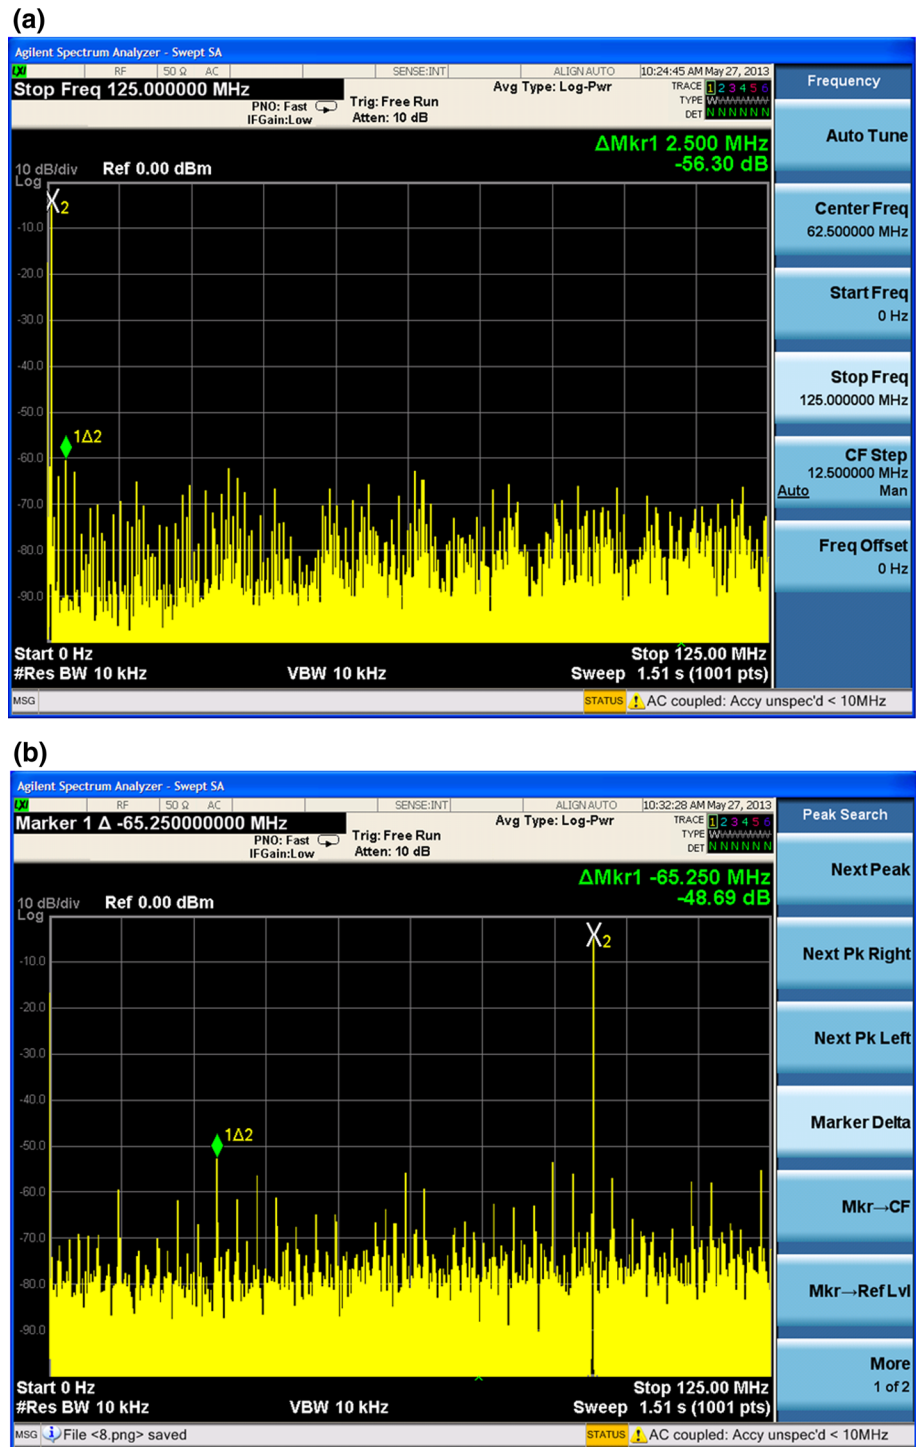 (a)
Agilent Spectrum Analyzer - Swept SA
LXI RF 50 Ω AC SENSE:INT ALIGN AUTO 10:24:45 AM May 27, 2013
Stop Freq 125.000000 MHz
PNO: Fast
IFGain:Low
Trig: Free Run
Atten: 10 dB
Avg Type: Log-Pwr
TRACE 1 2 3 4 5 6
TYPE
DET N N N N N N
ΔMkr1 2.500 MHz
-56.30 dB
10 dB/div Ref 0.00 dBm
Log
X2
-10.0
-20.0
-30.0
-40.0
-50.0
1Δ2
-60.0
-70.0
-80.0
-90.0
Start 0 Hz Stop 125.00 MHz
#Res BW 10 kHz VBW 10 kHz Sweep 1.51 s (1001 pts)
MSG STATUS AC coupled: Accy unspec'd < 10MHz
Frequency
Auto Tune
Center Freq
62.500000 MHz
Start Freq
0 Hz
Stop Freq
125.000000 MHz
CF Step
12.500000 MHz
Auto Man
Freq Offset
0 Hz
(b)
Agilent Spectrum Analyzer - Swept SA
LXI RF 50 Ω AC SENSE:INT ALIGN AUTO 10:32:28 AM May 27, 2013
Marker 1 Δ -65.250000000 MHz
PNO: Fast
IFGain:Low
Trig: Free Run
Atten: 10 dB
Avg Type: Log-Pwr
TRACE 1 2 3 4 5 6
TYPE
DET N N N N N N
ΔMkr1 -65.250 MHz
-48.69 dB
10 dB/div Ref 0.00 dBm
Log
X2
-10.0
-20.0
-30.0
-40.0
-50.0
1Δ2
-60.0
-70.0
-80.0
-90.0
Start 0 Hz Stop 125.00 MHz
#Res BW 10 kHz VBW 10 kHz Sweep 1.51 s (1001 pts)
MSG File <8.png> saved STATUS AC coupled: Accy unspec'd < 10MHz
Peak Search
Next Peak
Next Pk Right
Next Pk Left
Marker Delta
Mkr→CF
Mkr→Ref Lvl
More
1 of 2